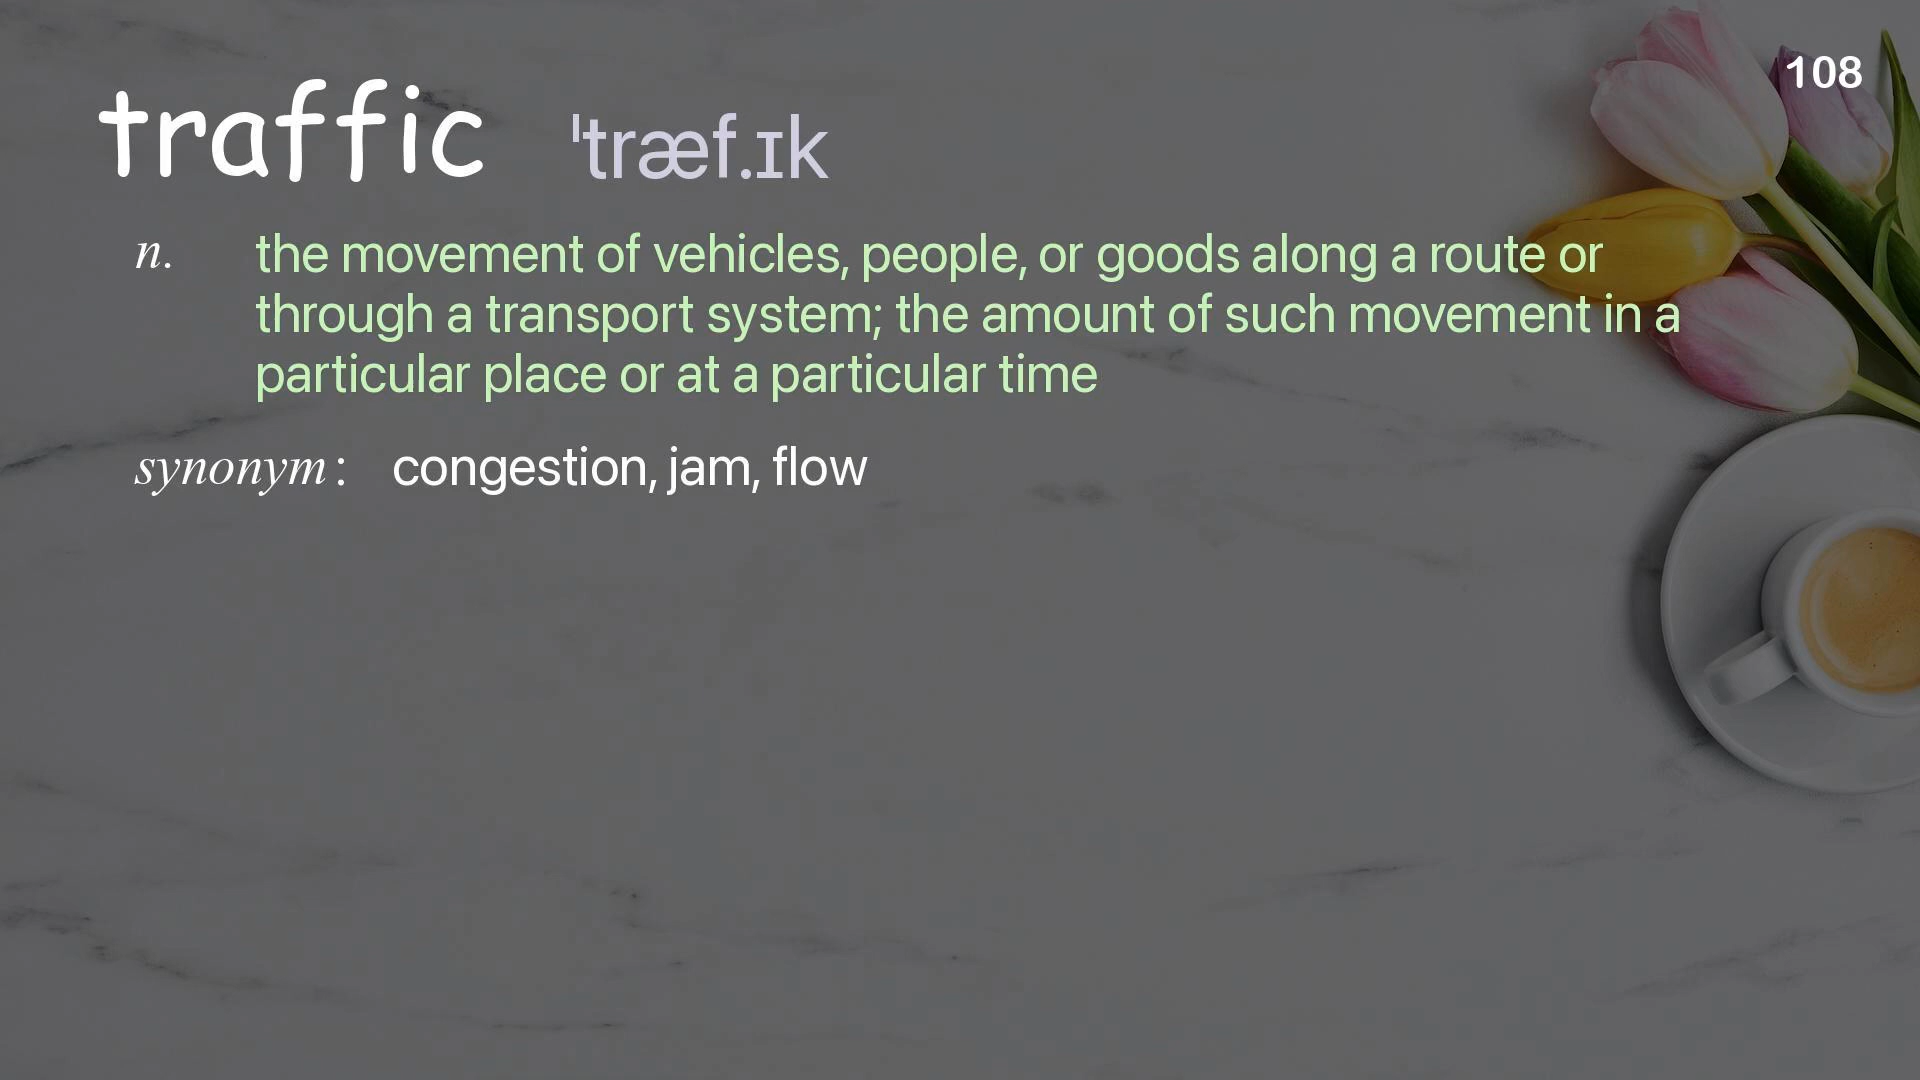 108
traffic ˈtræf.ɪk
n. the movement of vehicles, people, or goods along a route or
through a transport system; the amount of such movement in a
particular place or at a particular time
synonym: congestion, jam, flow